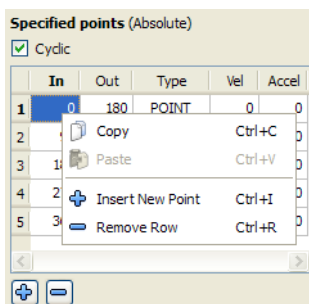 Specified points (Absolute)
Cyclic
In Out Type Vel Accel
1 0 180 POINT 0 0
2
Copy Ctrl+C
3
Paste Ctrl+V
4
Insert New Point Ctrl+I
5
Remove Row Ctrl+R